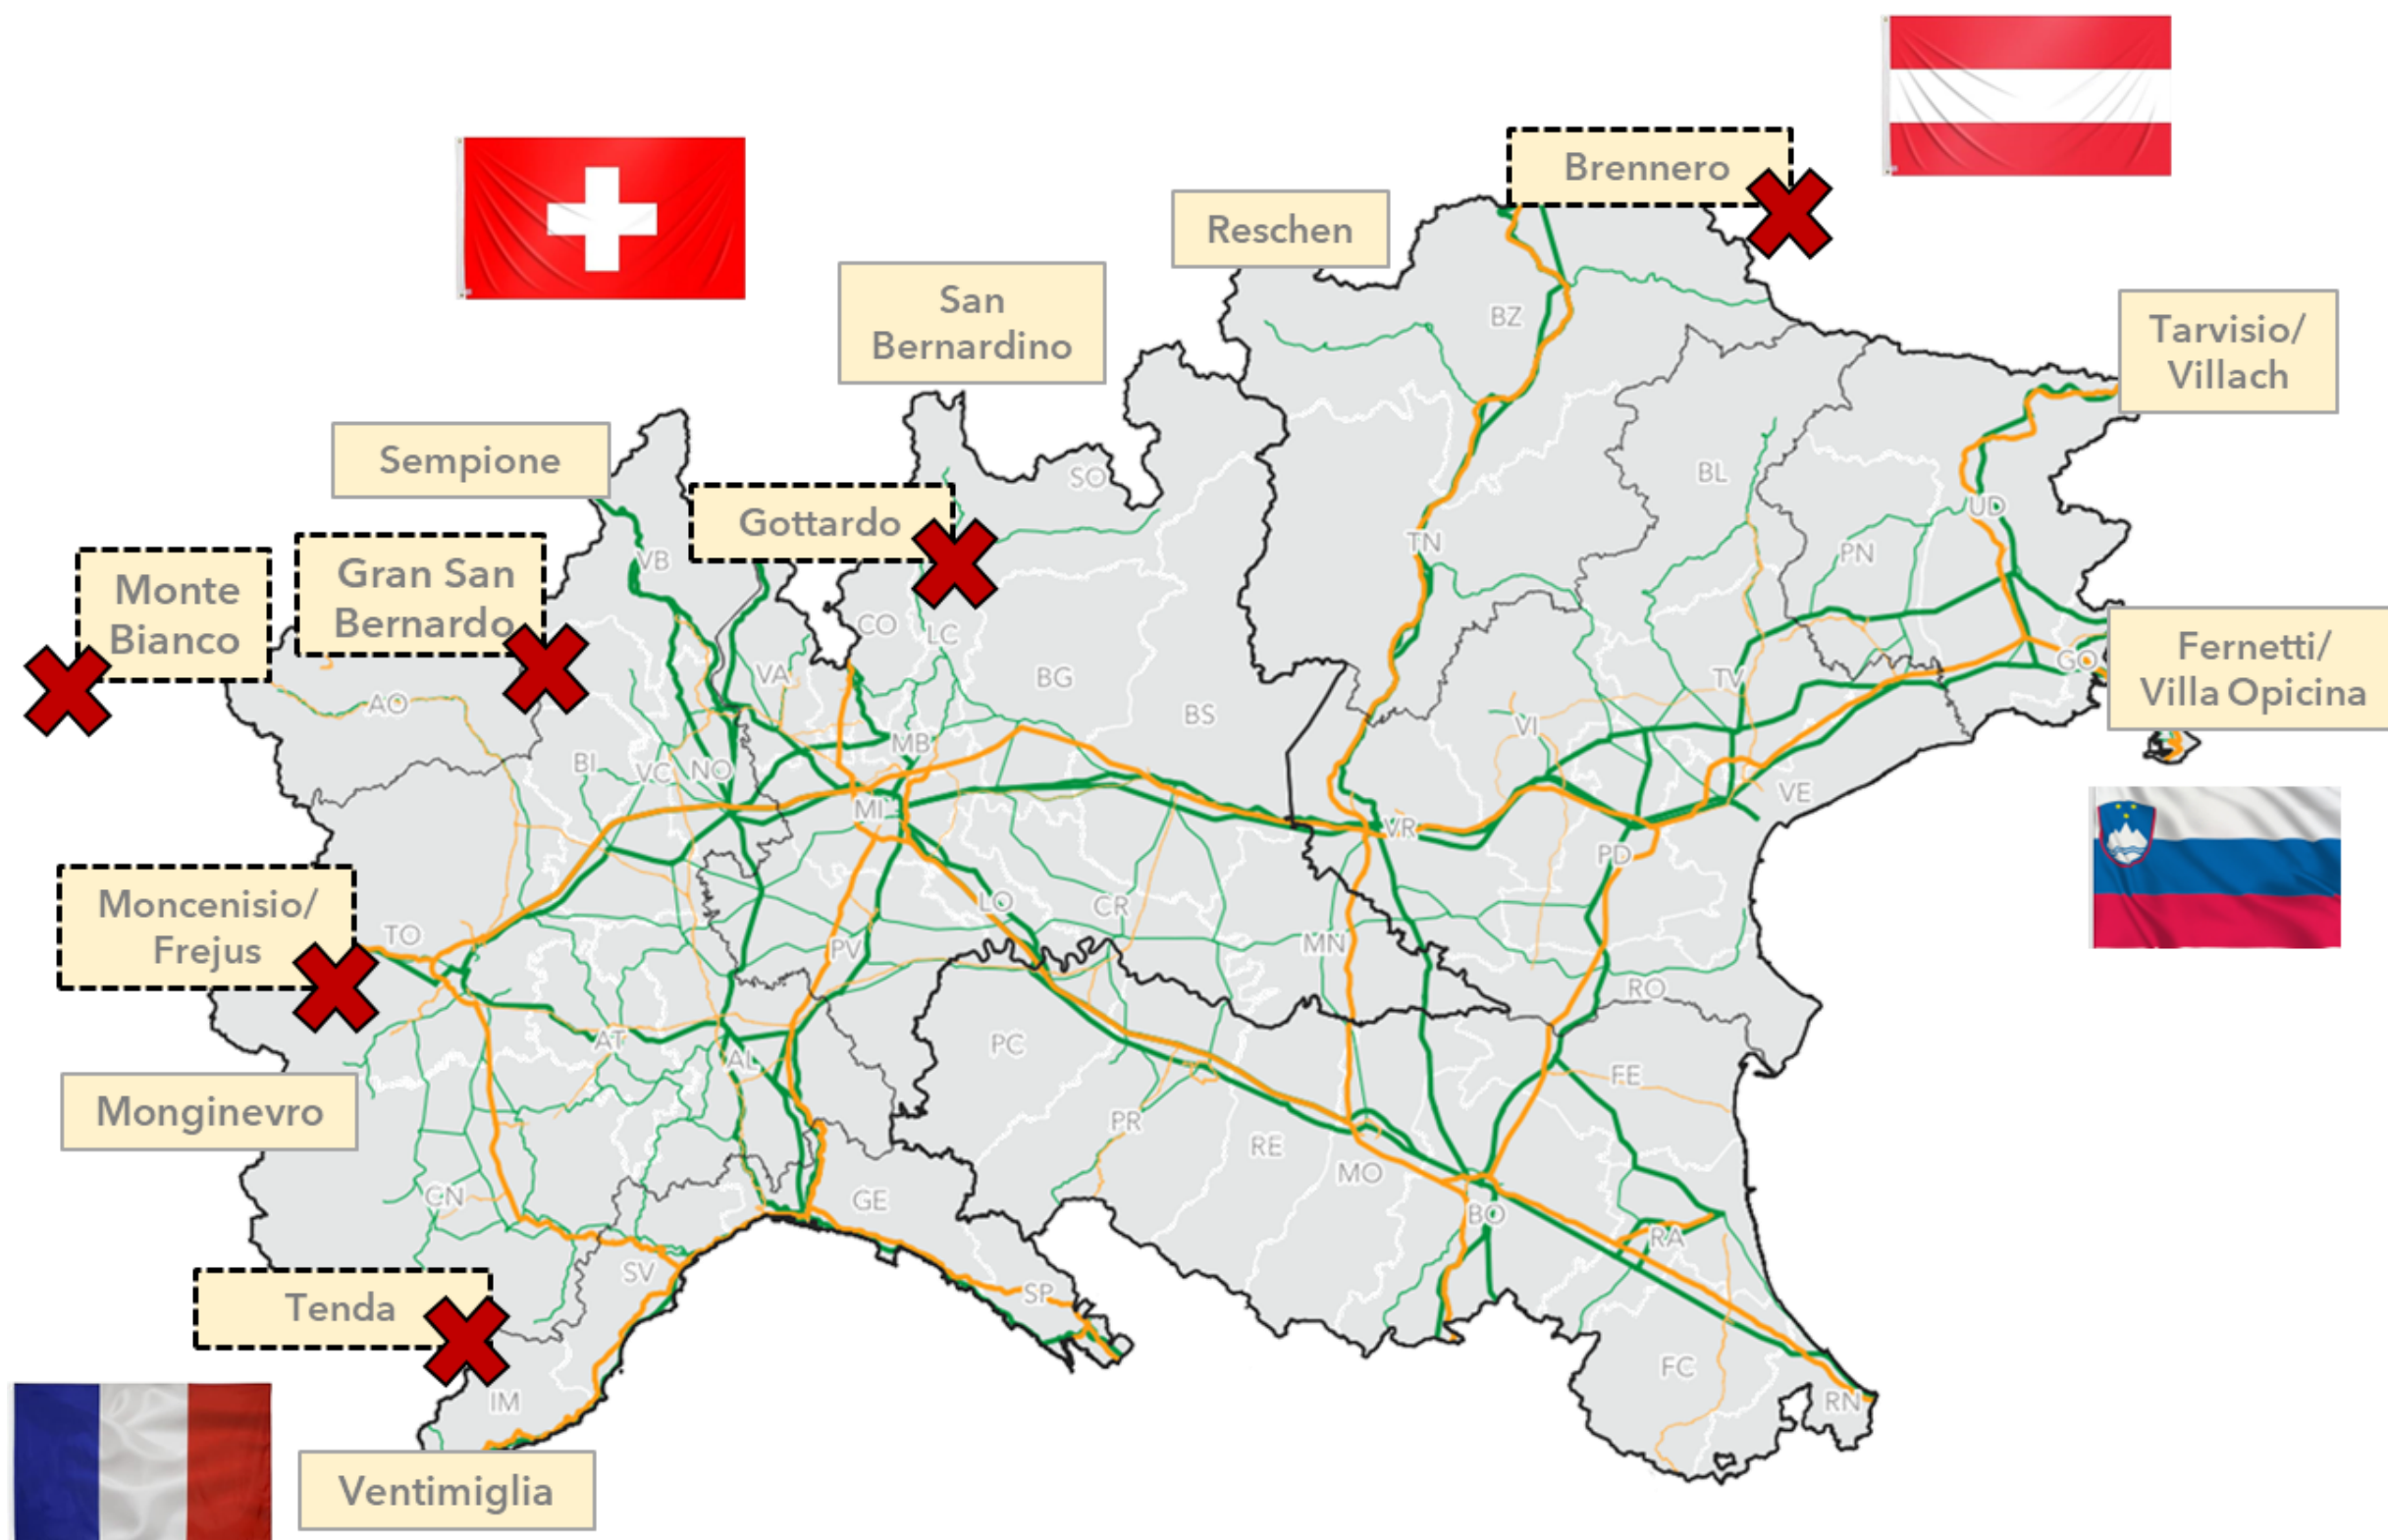 Brennero
Reschen
San
Bernardino
BZ
Tarvisio/
Villach
Sempione
SO
BL
Gottardo
UD
TN
PN
VB
Monte
Bianco
Gran San
Bernardo
CO
LC
Fernetti/
Villa Opicina
GO
VA
BG
TV
AO
BS
VI
MB
BI
VC
NO
VE
MI
VR
PD
Moncenisio/
Frejus
LO
CR
TO
PV
MN
RO
AT
PC
AL
FE
Monginevro
PR
RE
MO
CN
GE
BO
RA
SV
SP
Tenda
FC
IM
RN
Ventimiglia